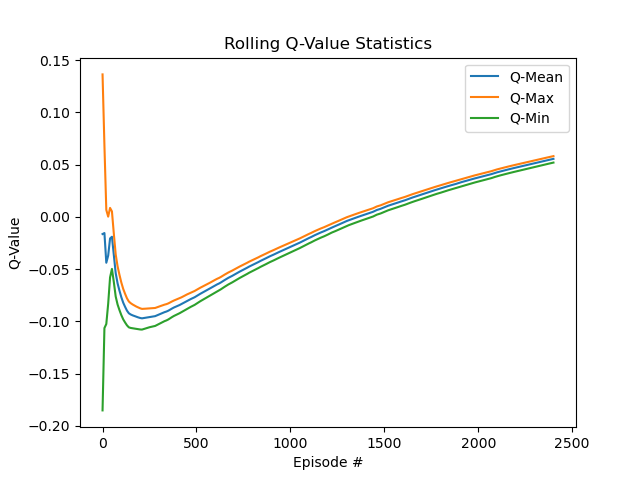 Rolling Q-Value Statistics
Q-Value
0.15
0.10
0.05
0.00
−0.05
−0.10
−0.15
−0.20
Q-Mean
Q-Max
Q-Min
0
500
1000
1500
2000
2500
Episode #